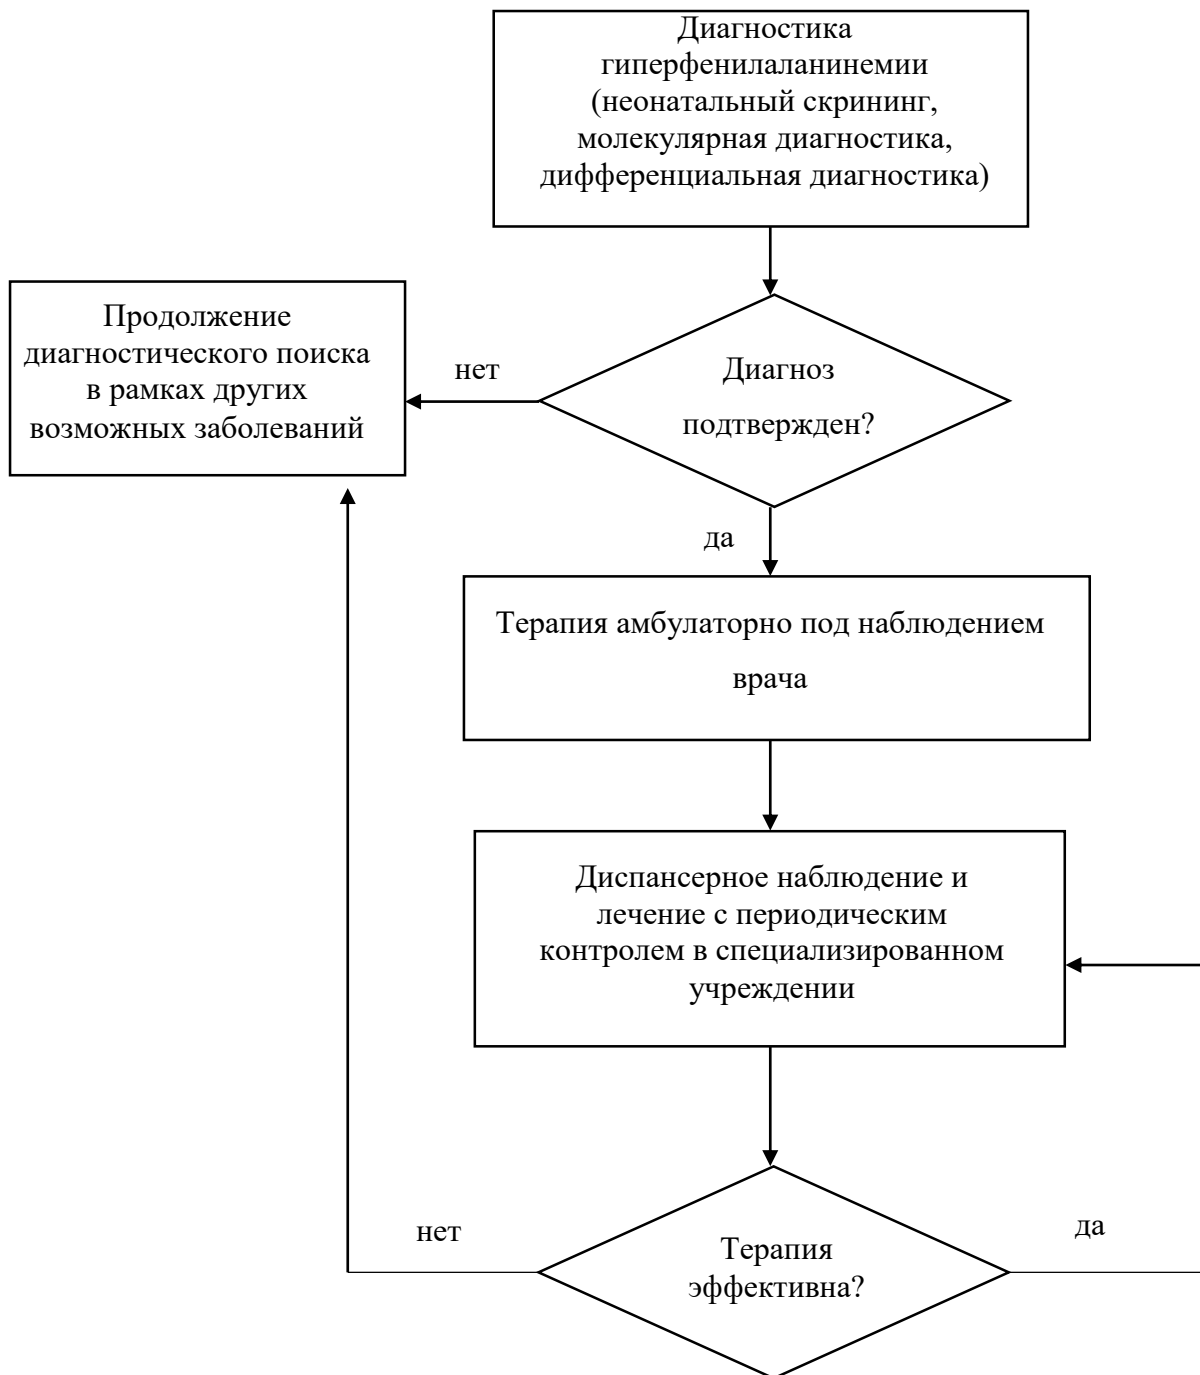 Диагностика
гиперфенилаланинемии
(неонатальный скрининг,
молекулярная диагностика,
дифференциальная диагностика)
Продолжение
диагностического поиска
в рамках других
возможных заболеваний
нет
Диагноз
подтвержден?
да
Терапия амбулаторно под наблюдением
врача
Диспансерное наблюдение и
лечение с периодическим
контролем в специализированном
учреждении
нет
Терапия
эффективна?
да